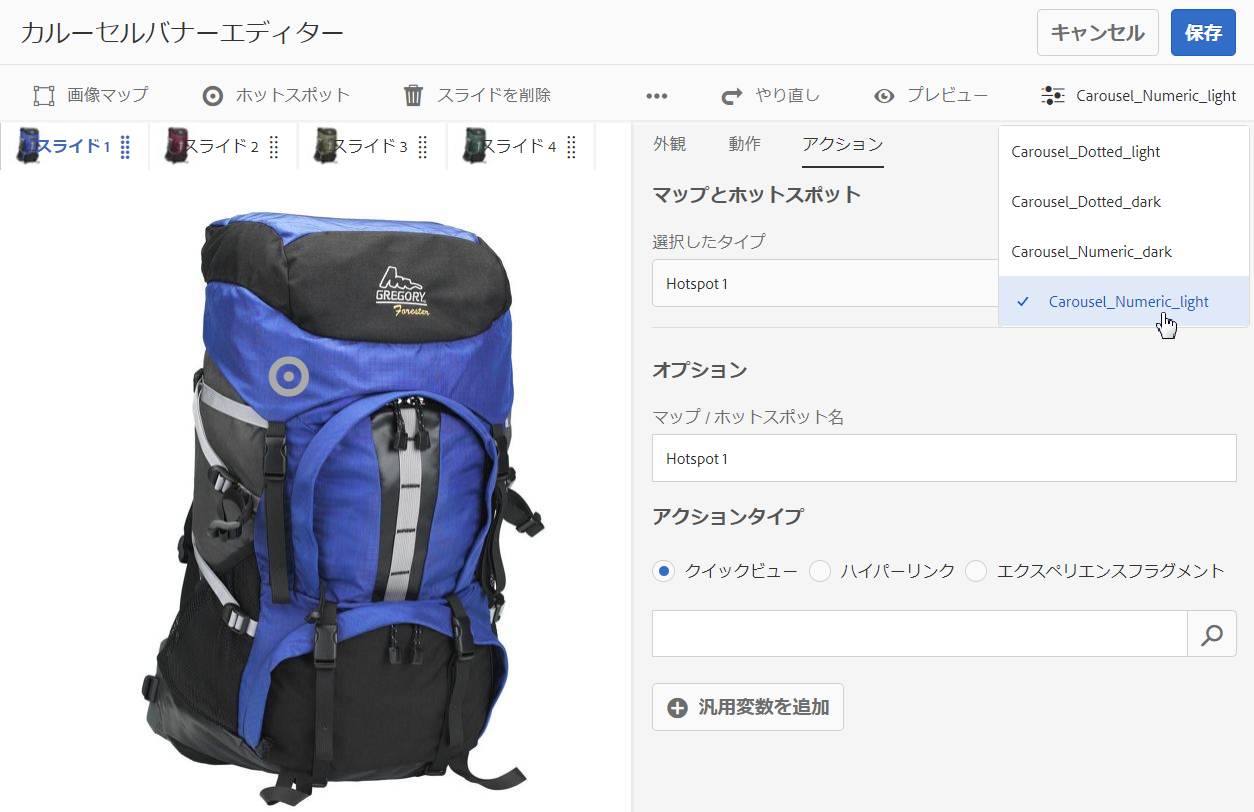 カルーセルバナーエディター
キャンセル
保存
画像マップ
ホットスポット
スライドを削除
やり直し
プレビュー
Carousel_Numeric_light
スライド 1
スライド 2
スライド 3
スライド 4
外観
動作
アクション
Carousel_Dotted_light
Carousel_Dotted_dark
Carousel_Numeric_dark
Carousel_Numeric_light
マップとホットスポット
選択したタイプ
Hotspot 1
オプション
マップ / ホットスポット名
Hotspot 1
アクションタイプ
クイックビュー
ハイパーリンク
エクスペリエンスフラグメント
汎用変数を追加
GREGORY
Forester